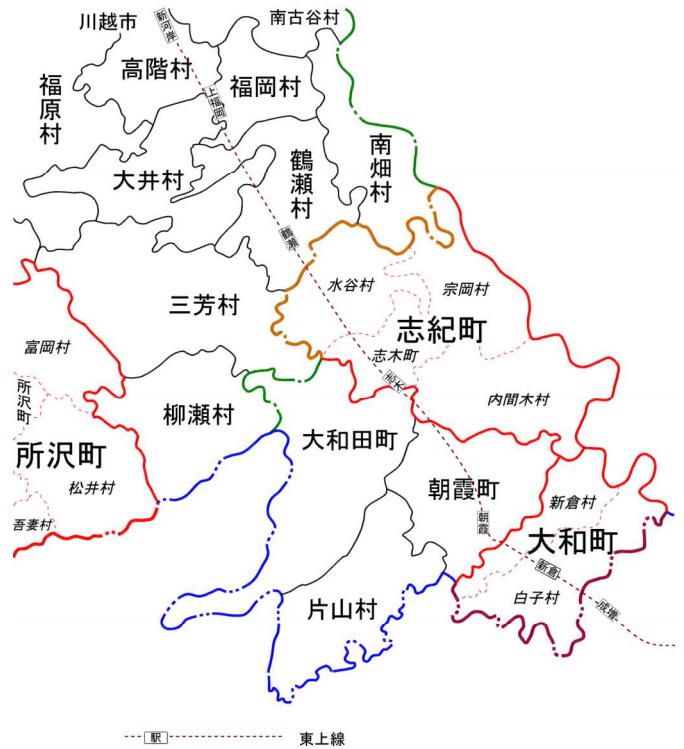 川越市
新河岸
南古谷村
高階村
福岡村
福原村
上福岡
南畑村
鶴瀬村
大井村
鶴瀬
水谷村
宗岡村
三芳村
志紀町
富岡村
志木町
所沢町
志木
内間木村
柳瀬村
大和田町
所沢町
松井村
朝霞町
新倉村
吾妻村
朝霞
大和町
新倉
白子村
成増
片山村
駅
東上線